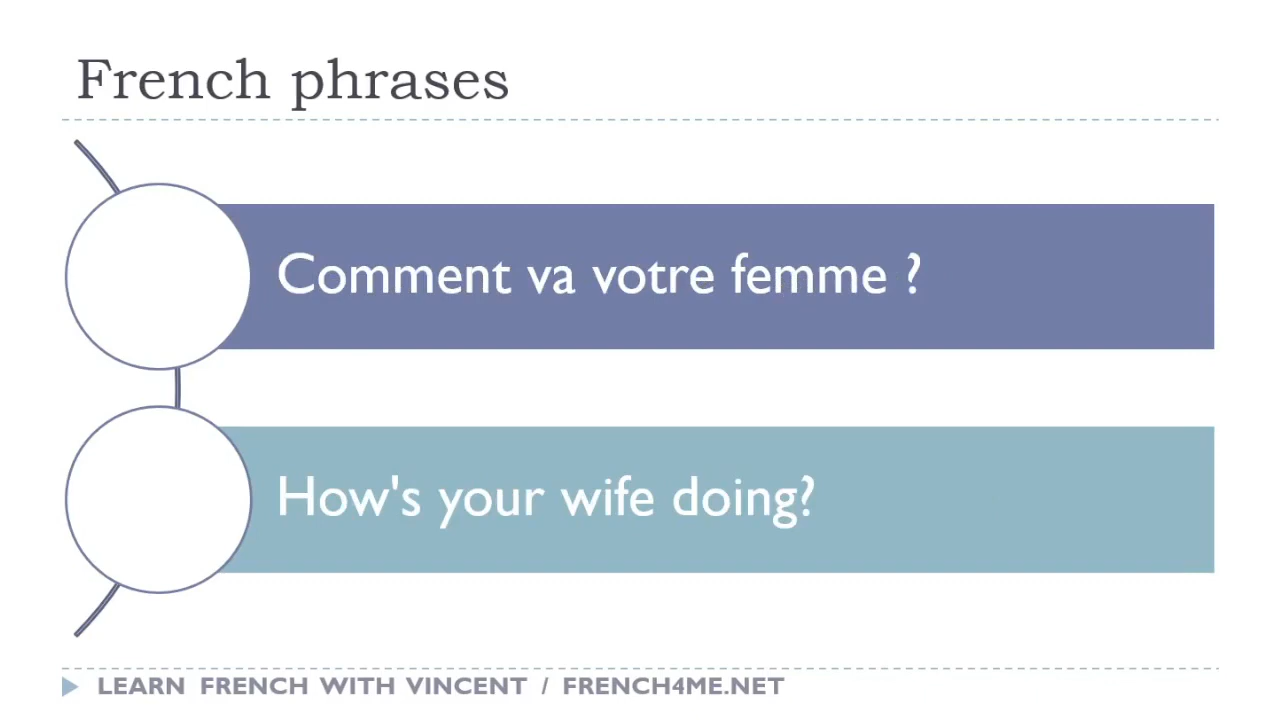 French phrases
Comment va votre femme ?
How's your wife doing?
LEARN FRENCH WITH VINCENT / FRENCH4ME.NET